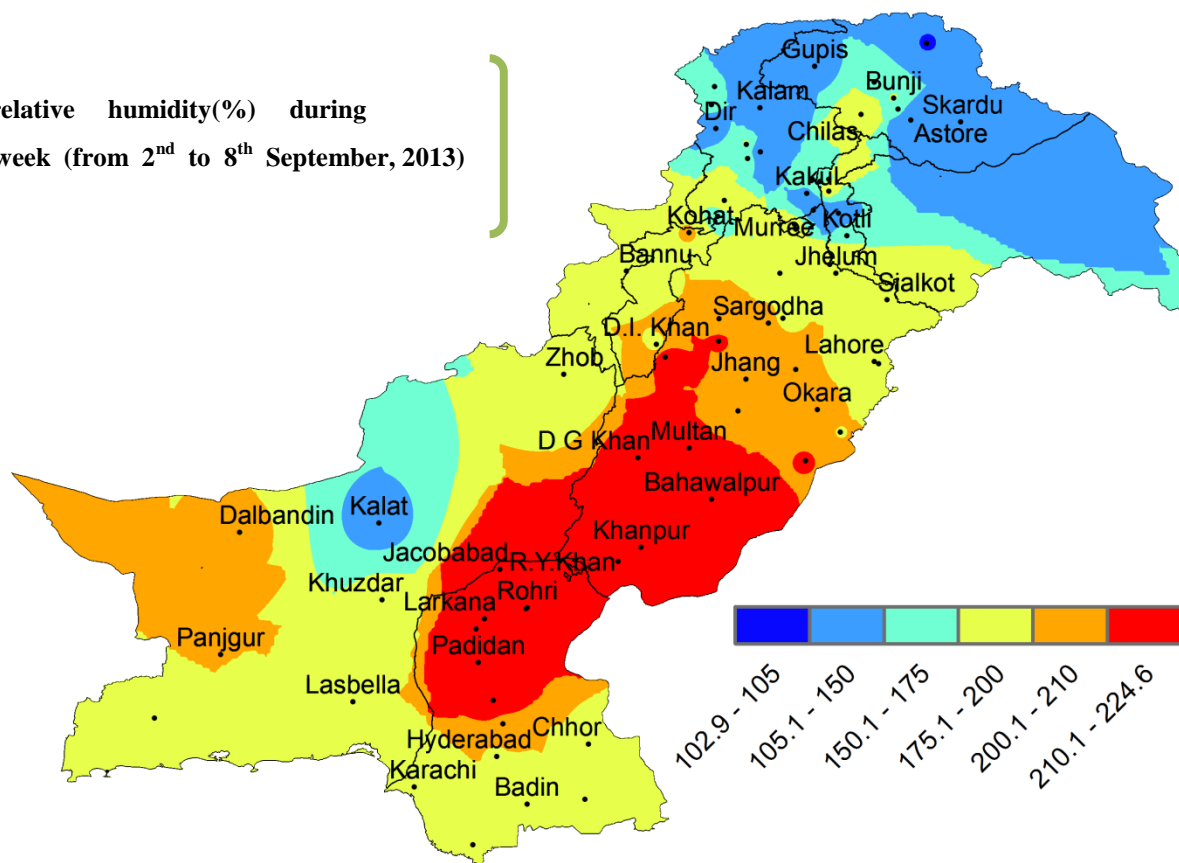 relative humidity(%) during
week (from 2nd to 8th September, 2013)
Gupis
Bunji
Kalam
Skardu
Dir
Astore
Chilas
Kakul
Kohat
Kotli
Murree
Bannu
Jhelum
Sialkot
Sargodha
D.I. Khan
Lahore
Zhob
Jhang
Okara
D G Khan
Multan
Bahawalpur
Kalat
Dalbandin
Khanpur
Jacobabad
R.Y.Khan
Khuzdar
Rohri
Larkana
Panjgur
Padidan
Lasbella
Chhor
Hyderabad
Karachi
Badin
102.9 - 105
105.1 - 150
150.1 - 175
175.1 - 200
200.1 - 210
210.1 - 224.6